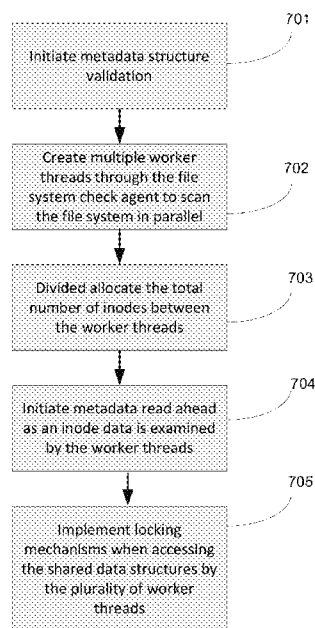 701
Initiate metadata structure
validation
Create multiple worker
threads through the file
system check agent to scan
the file system in parallel
702
Divided allocate the total
number of inodes between
the worker threads
703
Initiate metadata read ahead
as an inode data is examined
by the worker threads
704
Implement locking
mechanisms when accessing
the shared data structures by
the plurality of worker
threads
705